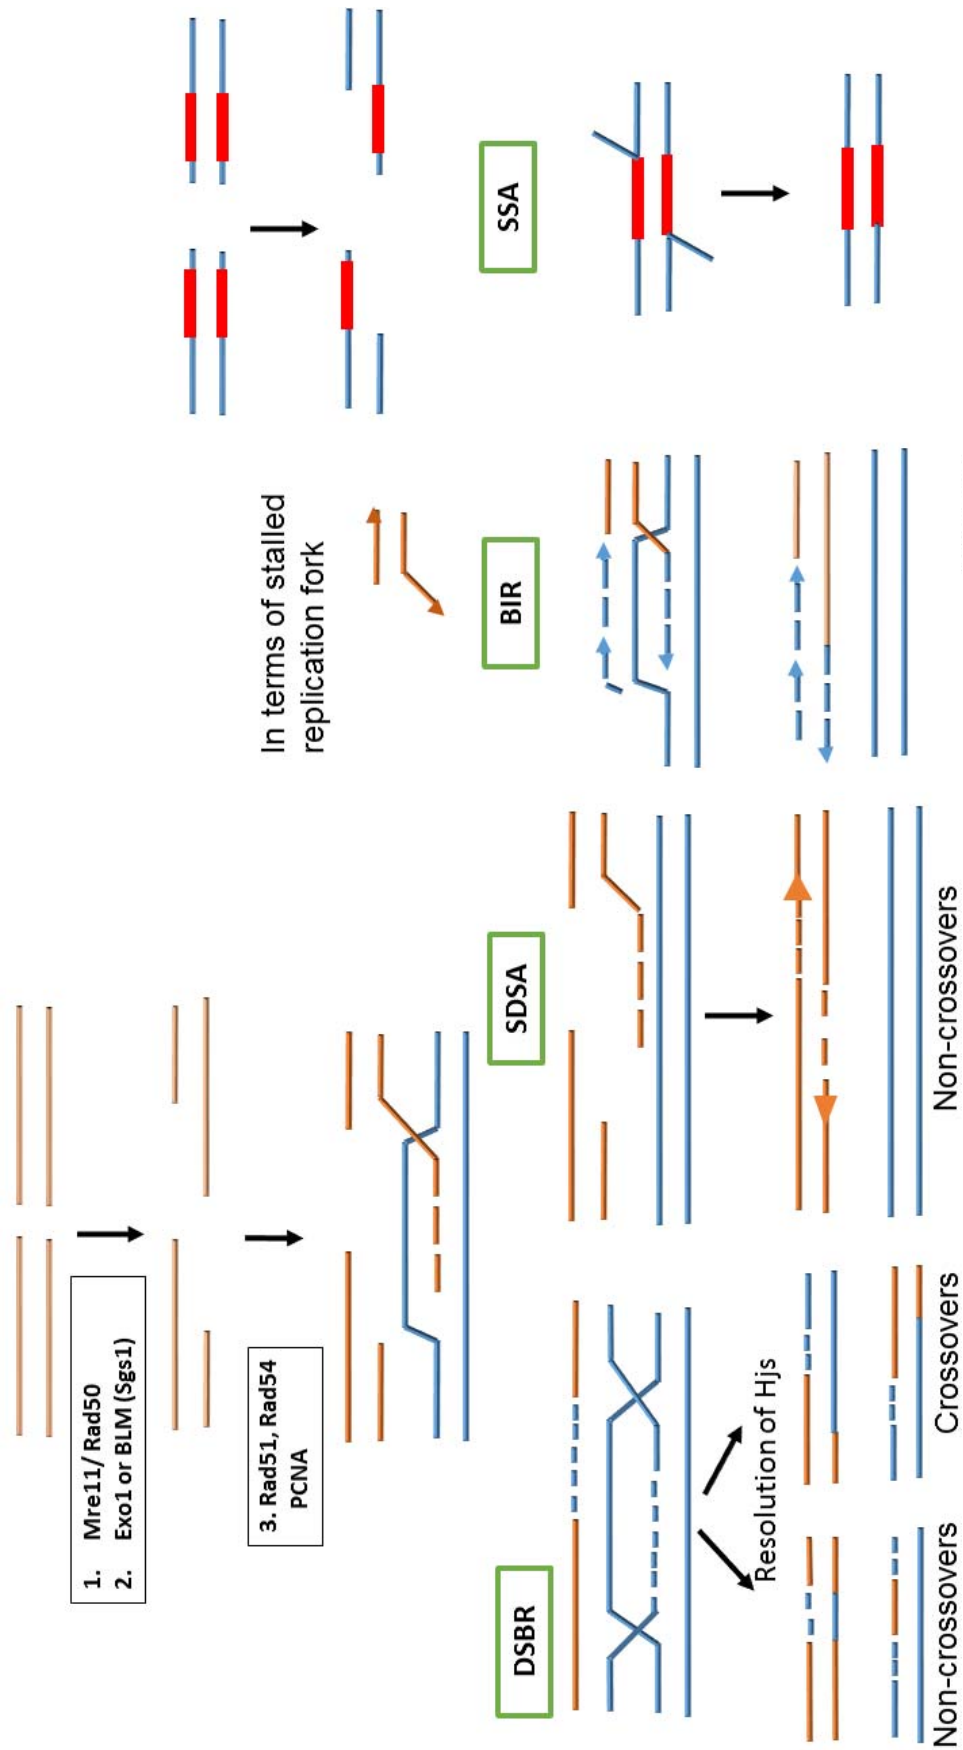 1. Mre11/ Rad50
2. Exo1 or BLM (Sgs1)
3. Rad51, Rad54
PCNA
In terms of stalled
replication fork
DSBR
SDSA
BIR
SSA
Resolution of Hjs
Non-crossovers
Crossovers
Non-crossovers